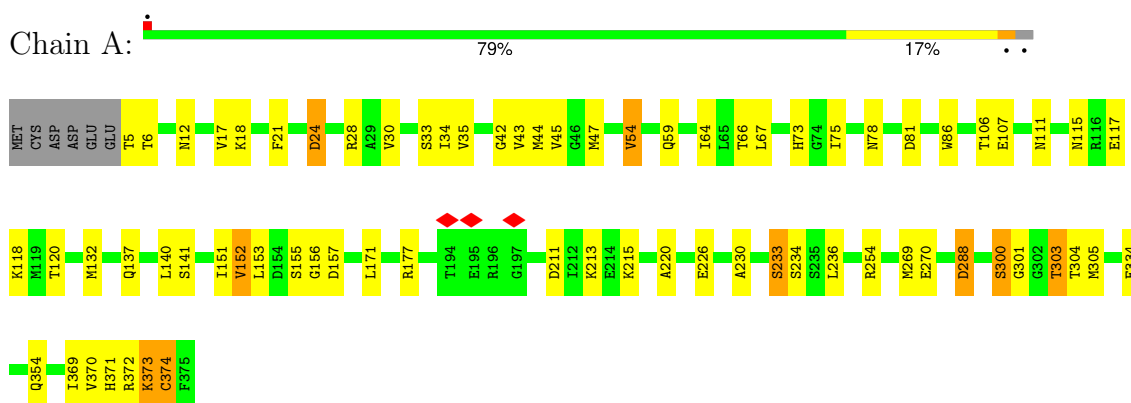 Chain A:
79% 17%
MET CYS ASP ASP GLU GLU T5 T6 N12 V17 K18 F21 D24 R28 A29 V30 S33 I34 V35 G42 V43 M44 V45 G46 M47 V54 Q59 I64 L65 T66 L67 H73 G74 I75 N78 D81 W86 T106 E107 N111 N115 R116 E117
K118 M119 T120 M132 Q137 L140 S141 I151 V152 L153 D154 S155 G156 D157 L171 R177 T194 E195 R196 G197 D211 I212 K213 E214 K215 A220 E226 A230 S233 S234 S235 L236 R254 M269 E270 D288 S300 G301 G302 T303 T304 M305 E334
Q354 I369 V370 H371 R372 K373 C374 F375